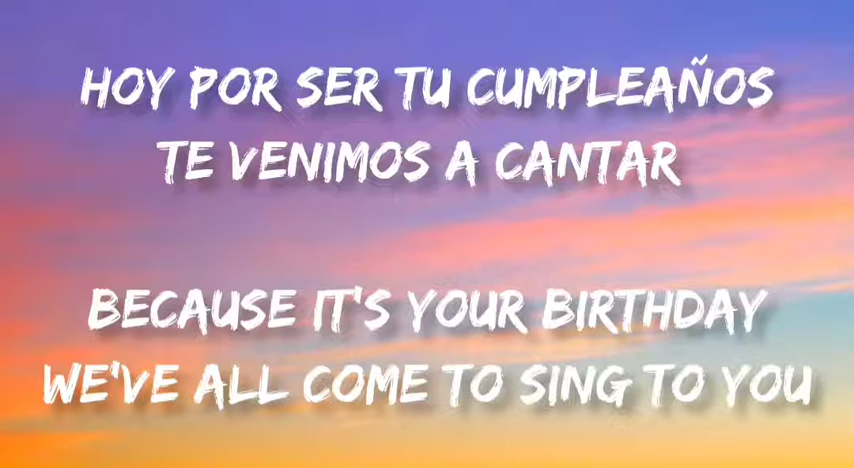 HOY POR SER TU CUMPLEAÑOS
TE VENIMOS A CANTAR
BECAUSE IT'S YOUR BIRTHDAY
WE'VE ALL COME TO SING TO YOU